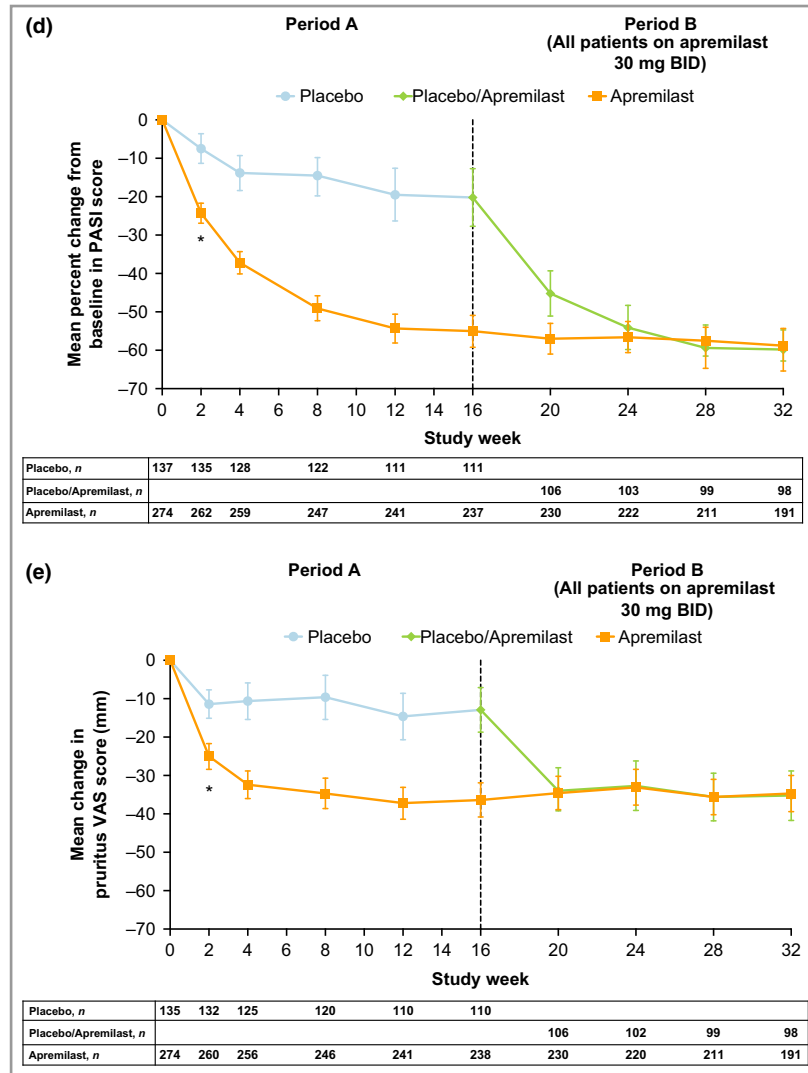 (d)
Period A
Period B
(All patients on apremilast
30 mg BID)
Placebo Placebo/Apremilast Apremilast
Mean percent change from
baseline in PASI score
0
–10
–20
–30
–40
–50
–60
–70
*
0 2 4 6 8 10 12 14 16 20 24 28 32
Study week
Placebo, n 137 135 128 122 111 111
Placebo/Apremilast, n 106 103 99 98
Apremilast, n 274 262 259 247 241 237 230 222 211 191
(e)
Period A
Period B
(All patients on apremilast
30 mg BID)
Placebo Placebo/Apremilast Apremilast
Mean change in
pruritus VAS score (mm)
0
–10
–20
–30
–40
–50
–60
–70
*
0 2 4 6 8 10 12 14 16 20 24 28 32
Study week
Placebo, n 135 132 125 120 110 110
Placebo/Apremilast, n 106 102 99 98
Apremilast, n 274 260 256 246 241 238 230 220 211 191